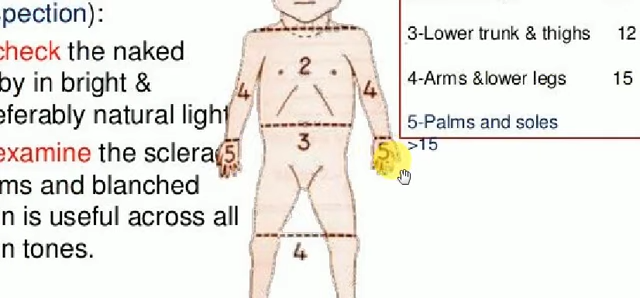 spection):
check the naked
by in bright &
eferably natural light
examine the sclera
ms and blanched
n is useful across all
n tones.
2
4
4
3
5
5
4
3-Lower trunk & thighs 12
4-Arms &lower legs 15
5-Palms and soles
>15